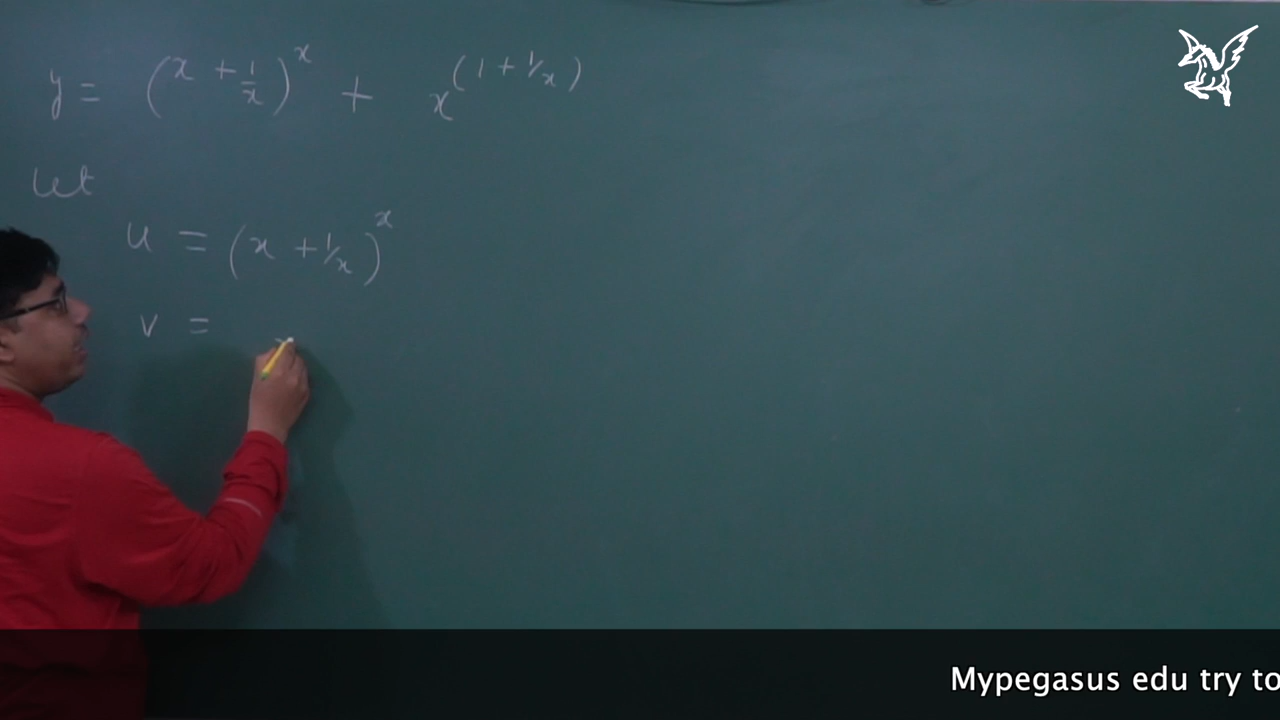 y = (x + 1/x)^x + x^(1 + 1/x)
let
u = (x + 1/x)^x
v =
Mypegasus edu try to